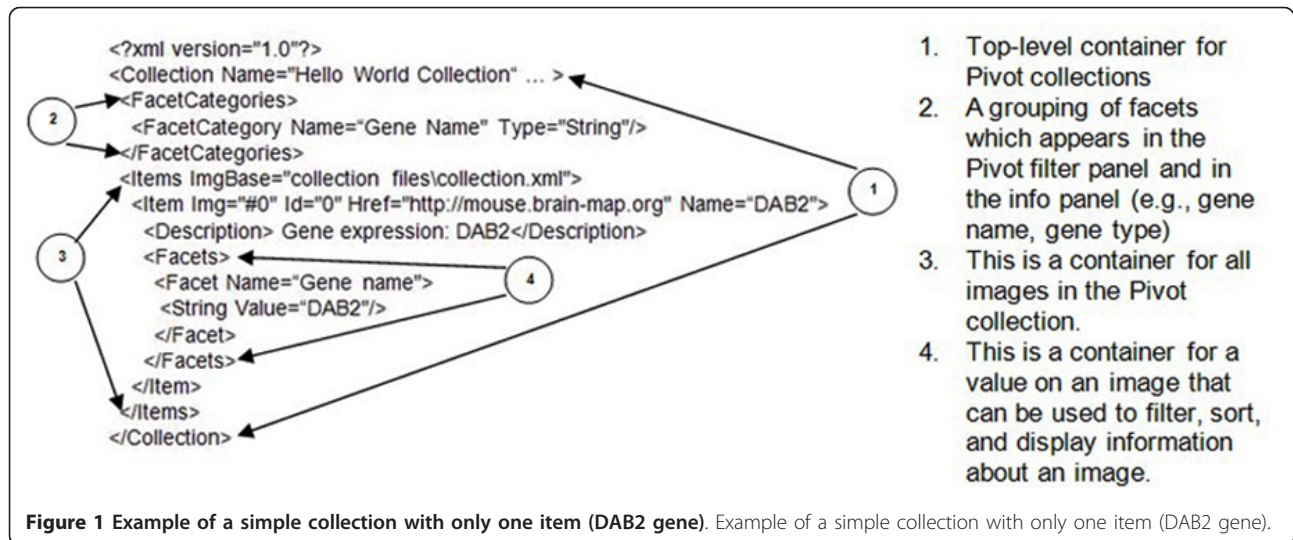 <?xml version="1.0"?>
<Collection Name="Hello World Collection“ ... >
<FacetCategories>
<FacetCategory Name=“Gene Name" Type="String"/>
</FacetCategories>
<Items ImgBase="collection files\collection.xml">
<Item Img="#0" Id="0" Href="http://mouse.brain-map.org" Name=“DAB2">
<Description> Gene expression: DAB2</Description>
<Facets>
<Facet Name=“Gene name">
<String Value=“DAB2"/>
</Facet>
</Facets>
</Item>
</Items>
</Collection>
2
3
4
1
1. Top-level container for
Pivot collections
2. A grouping of facets
which appears in the
Pivot filter panel and in
the info panel (e.g., gene
name, gene type)
3. This is a container for all
images in the Pivot
collection.
4. This is a container for a
value on an image that
can be used to filter, sort,
and display information
about an image.
Figure 1 Example of a simple collection with only one item (DAB2 gene). Example of a simple collection with only one item (DAB2 gene).